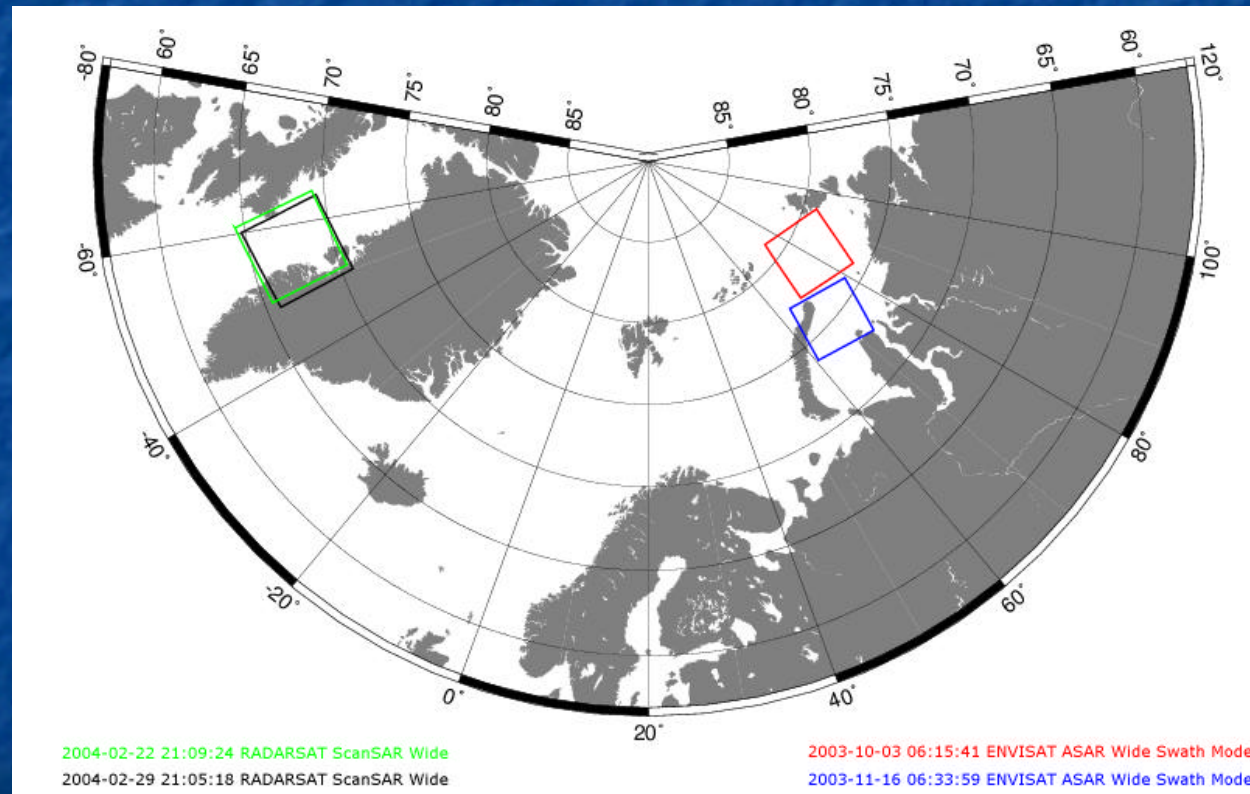 -80° 60° 65° 70° 75° 80° 85° 85° 80° 75° 70° 65° 60° 120°
-60° 100°
-40° 80°
-20° 60°
0° 40°
20°
2004-02-22 21:09:24 RADARSAT ScanSAR Wide
2004-02-29 21:05:18 RADARSAT ScanSAR Wide
2003-10-03 06:15:41 ENVISAT ASAR Wide Swath Mode
2003-11-16 06:33:59 ENVISAT ASAR Wide Swath Mode